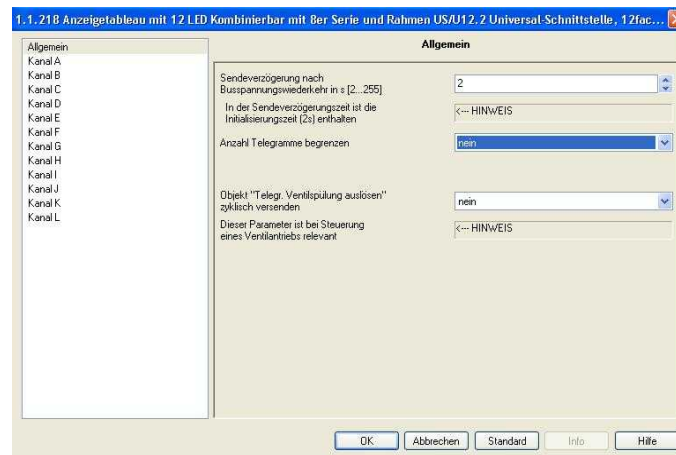 1.1.218 Anzeigetableau mit 12 LED Kombinierbar mit 8er Serie und Rahmen US/U12.2 Universal-Schnittstelle, 12fac...
Allgemein
Kanal A
Kanal B
Kanal C
Kanal D
Kanal E
Kanal F
Kanal G
Kanal H
Kanal I
Kanal J
Kanal K
Kanal L
Allgemein
Sendeverzögerung nach
Busspannungswiederkehr in s [2...255]
2
In der Sendeverzögerungszeit ist die
Initialisierungszeit (2s) enthalten
<--- HINWEIS
Anzahl Telegramme begrenzen
nein
Objekt "Telegr. Ventilspülung auslösen"
zyklisch versenden
nein
Dieser Parameter ist bei Steuerung
eines Ventilantriebs relevant
<--- HINWEIS
OK
Abbrechen
Standard
Info
Hilfe